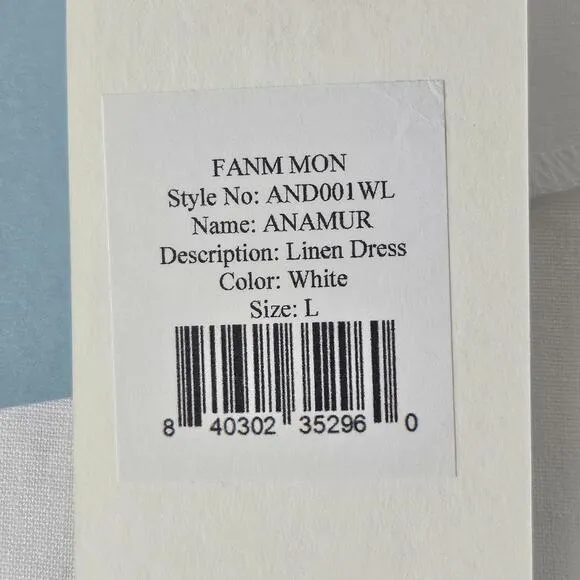 FANM MON
Style No: AND001WL
Name: ANAMUR
Description: Linen Dress
Color: White
Size: L
8 40302 35296 0